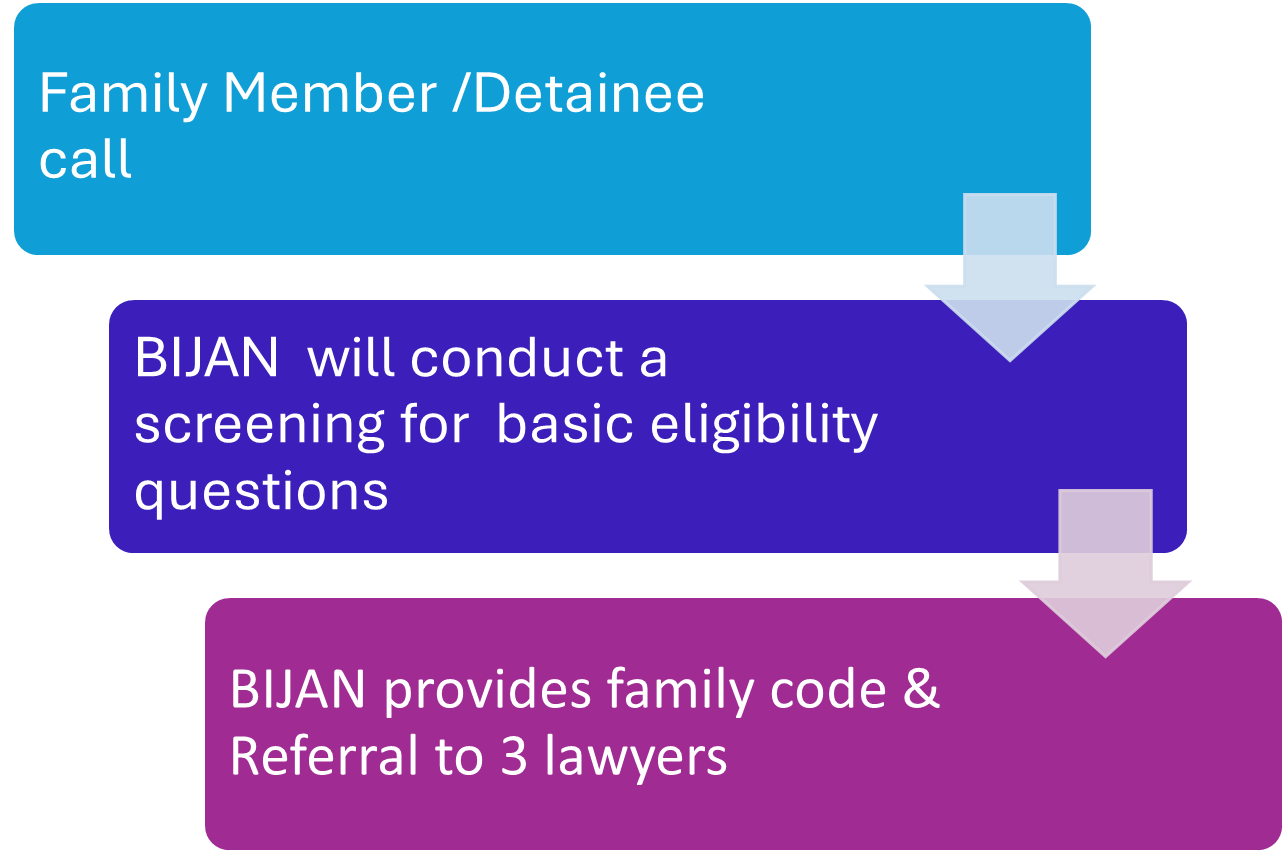 Family Member /Detainee
call
BIJAN  will conduct a
screening for  basic eligibility
questions
BIJAN provides family code &
Referral to 3 lawyers